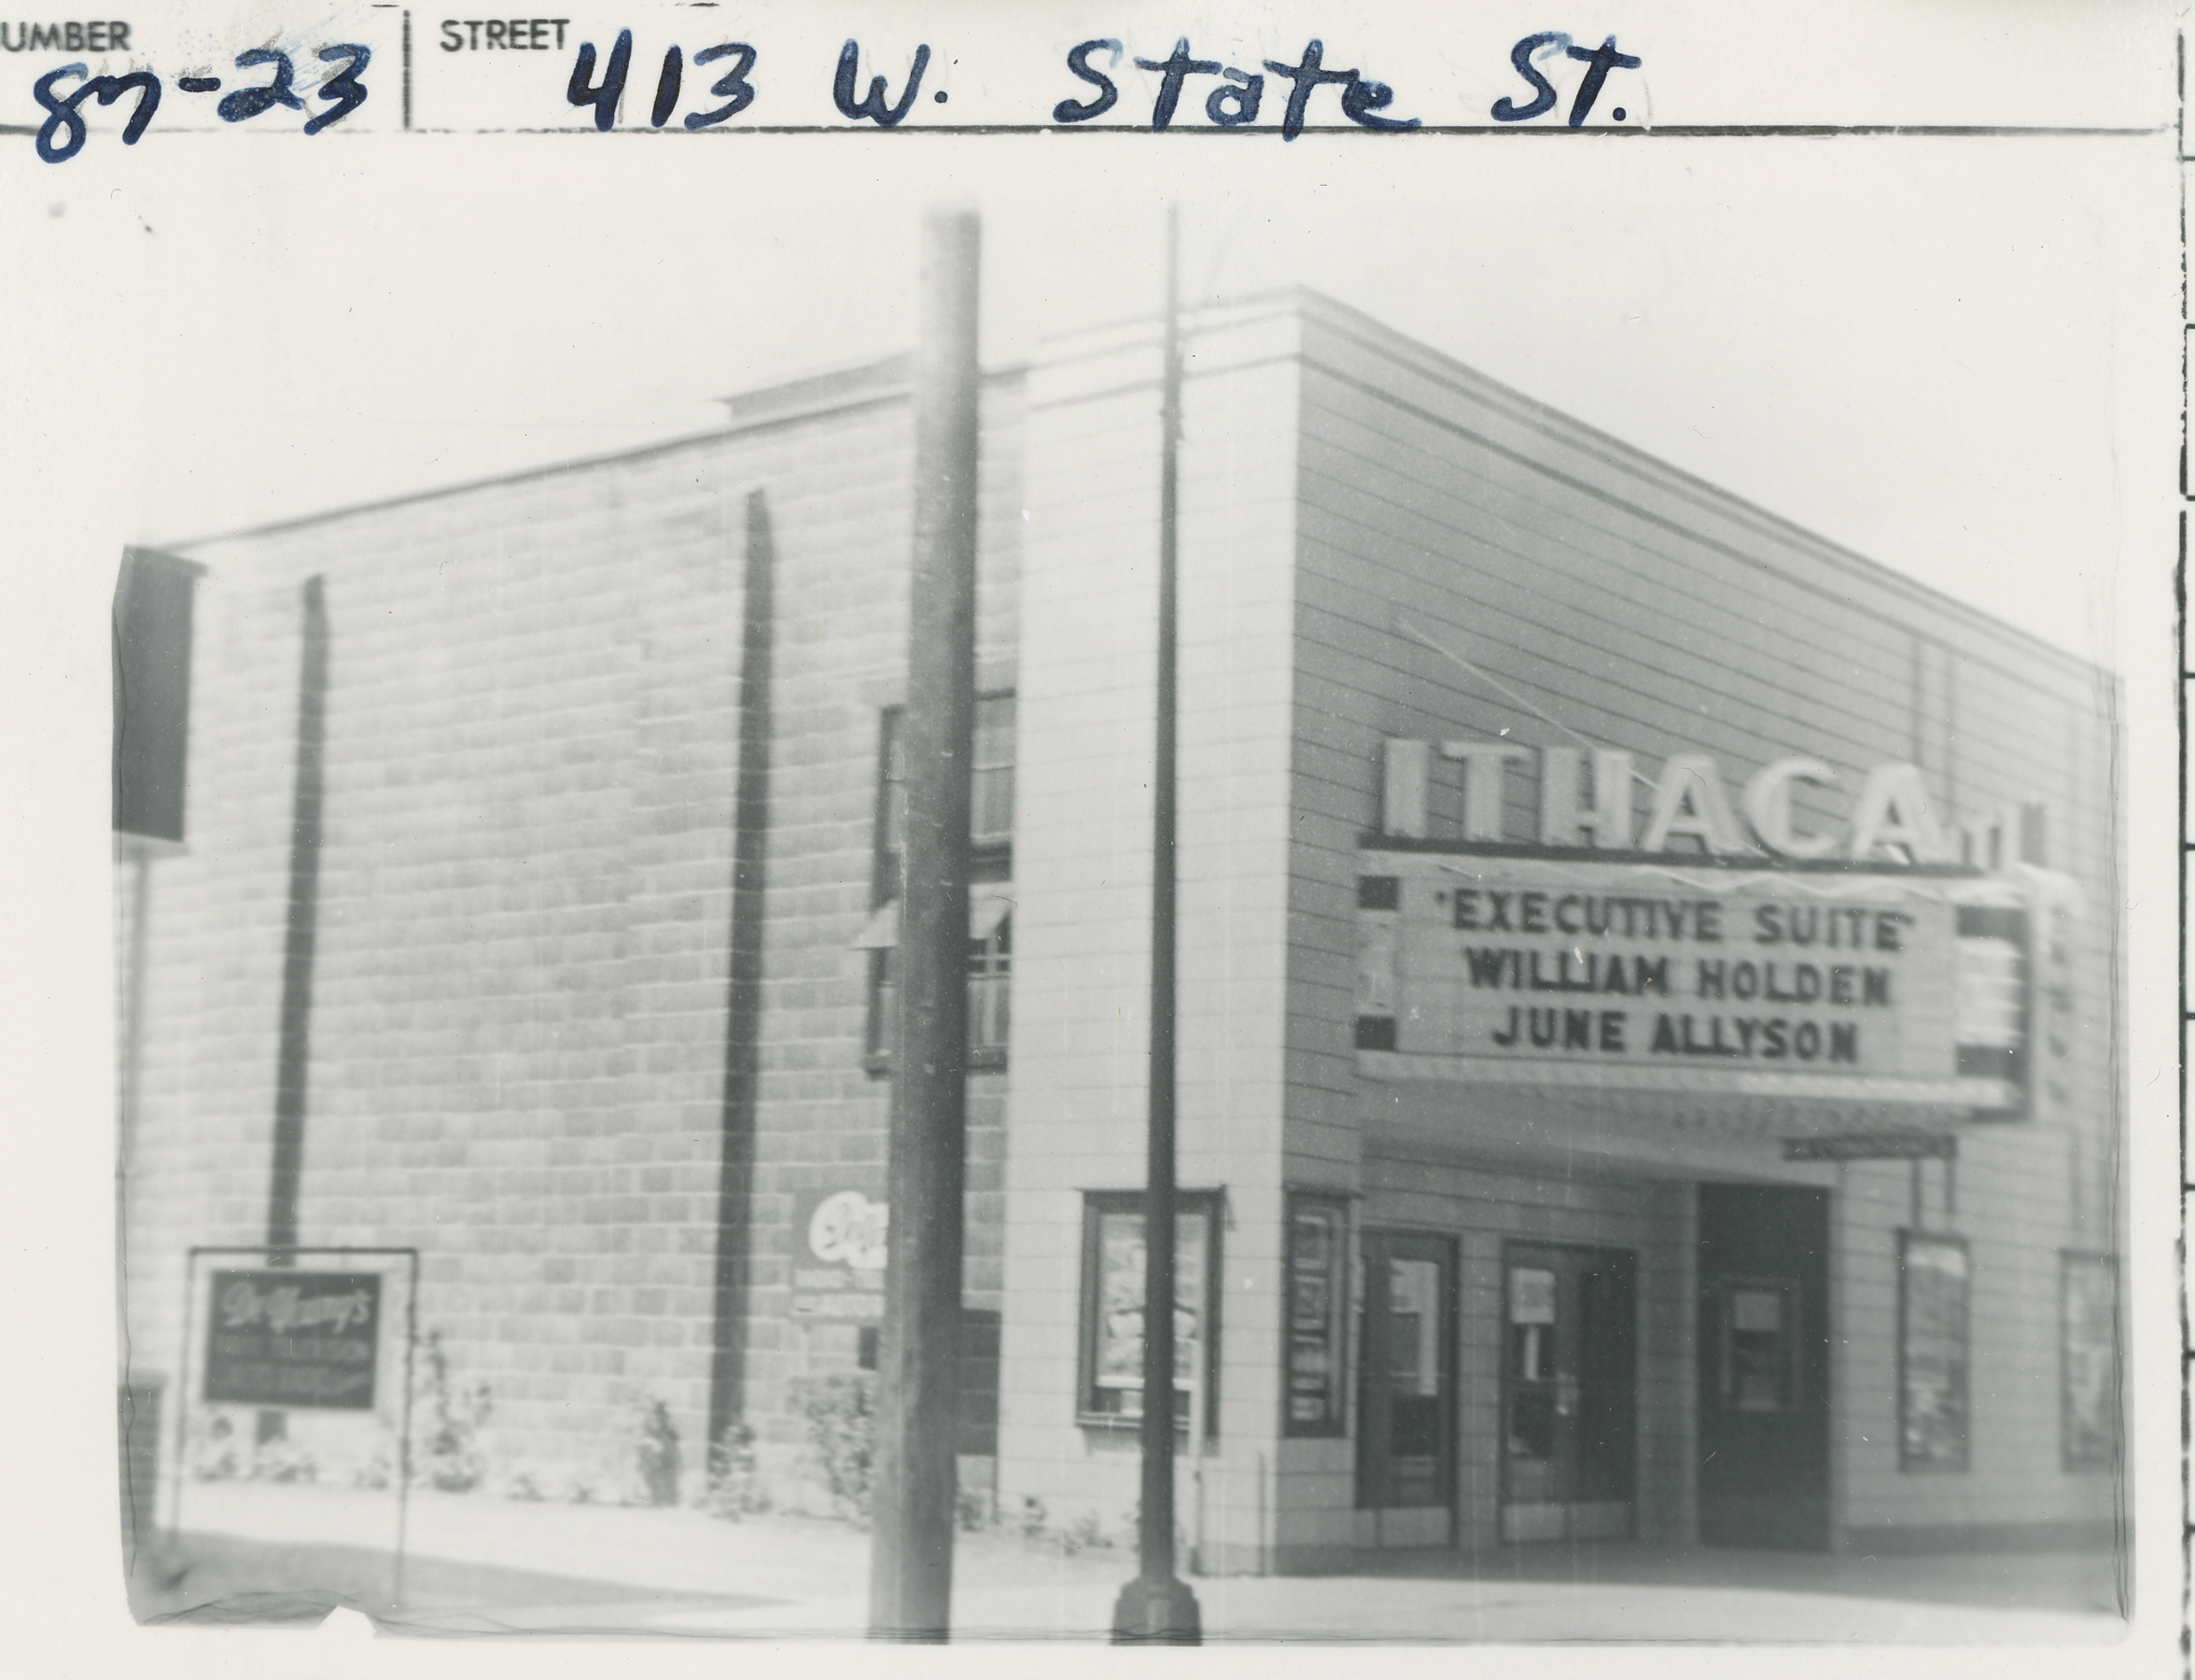 UMBER
87-23
STREET
413 W. State St.
ITHACA
'EXECUTIVE SUITE'
WILLIAM HOLDEN
JUNE ALLYSON